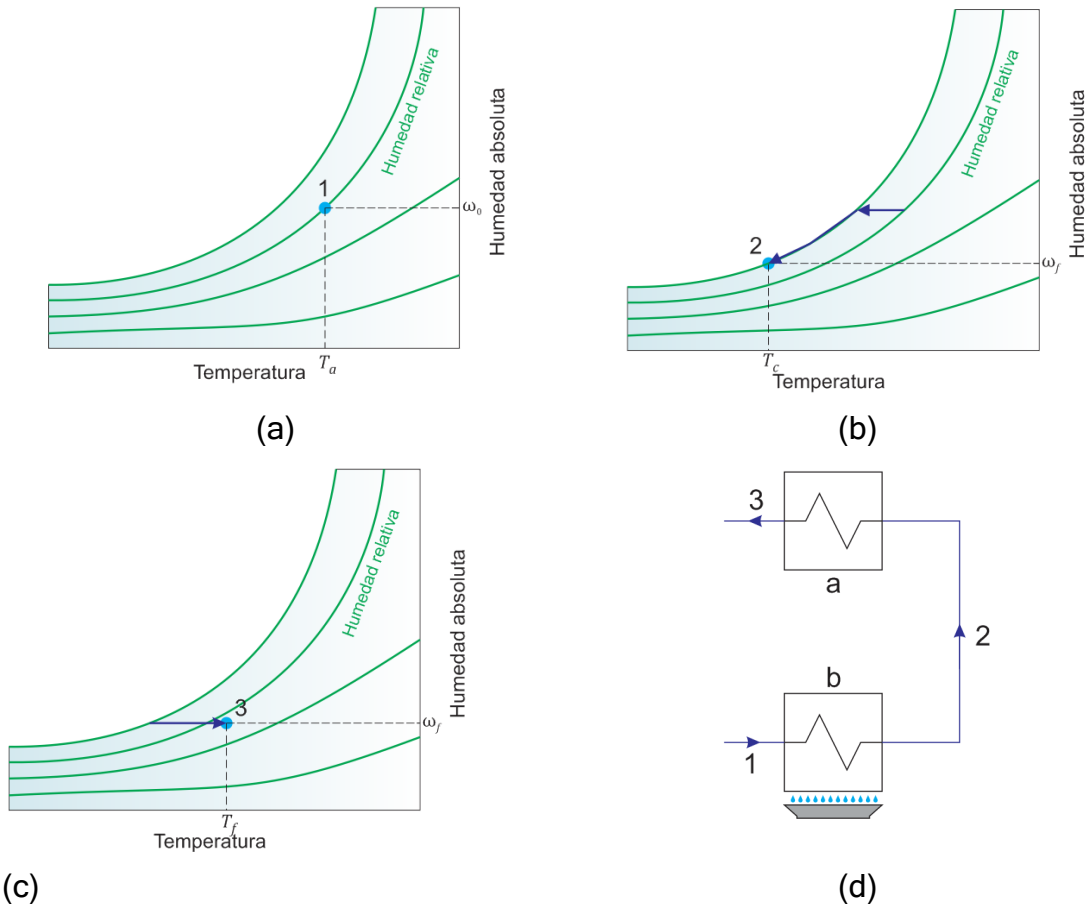 Humedad relativa
Humedad absoluta
1
ω₀
Tₐ
Temperatura
(a)
Humedad relativa
Humedad absoluta
2
ω_f
T_c
Temperatura
(b)
Humedad relativa
Humedad absoluta
3
ω_f
T_f
Temperatura
(c)
3
a
2
b
1
(d)